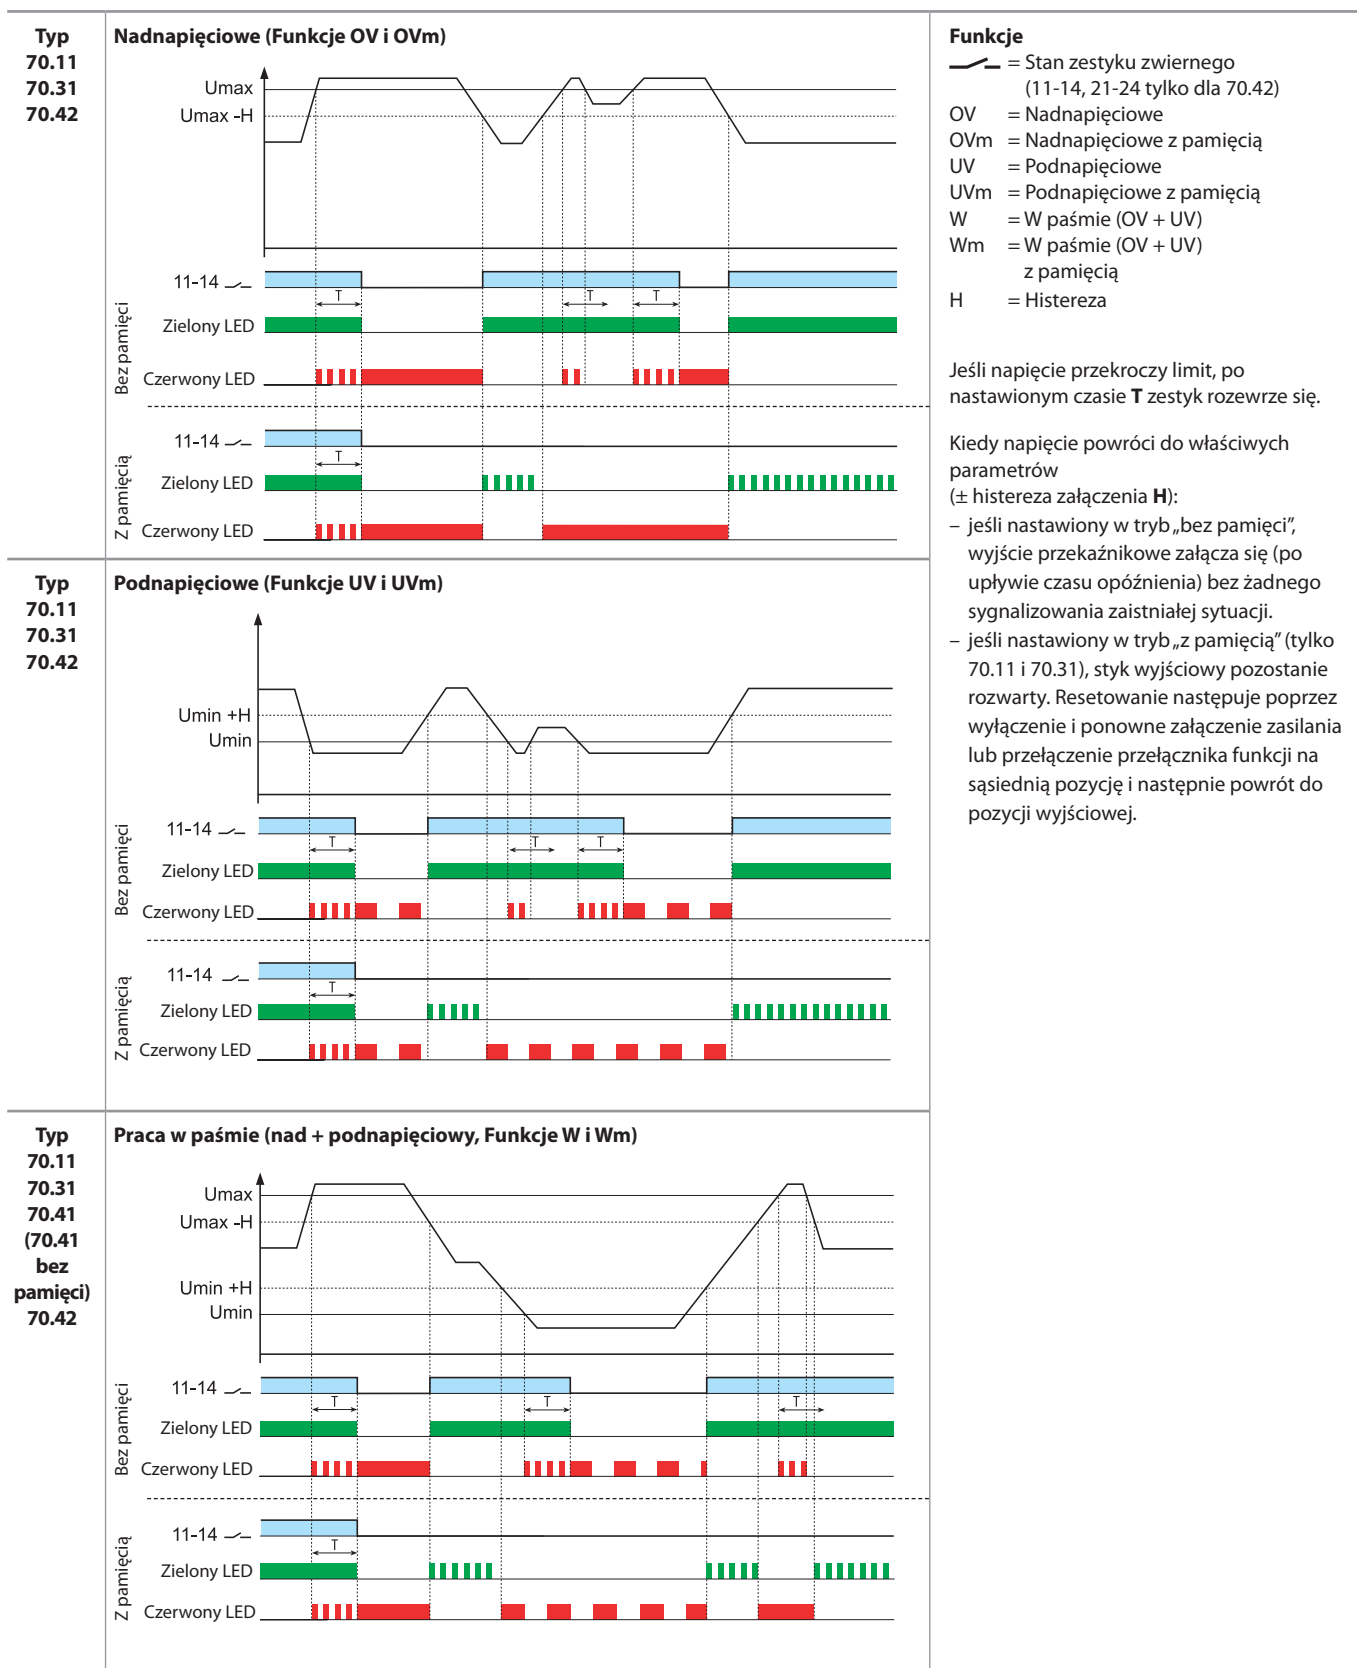 Typ
70.11
70.31
70.42
Nadnapięciowe (Funkcje OV i OVm)
Umax
Umax -H
Bez pamięci
11-14
T
T
T
Zielony LED
Czerwony LED
Z pamięcią
11-14
T
Zielony LED
Czerwony LED
Typ
70.11
70.31
70.42
Podnapięciowe (Funkcje UV i UVm)
Umin +H
Umin
Bez pamięci
11-14
T
T
T
Zielony LED
Czerwony LED
Z pamięcią
11-14
T
Zielony LED
Czerwony LED
Typ
70.11
70.31
70.41
(70.41
bez
pamięci)
70.42
Praca w paśmie (nad + podnapięciowy, Funkcje W i Wm)
Umax
Umax -H
Umin +H
Umin
Bez pamięci
11-14
T
T
T
Zielony LED
Czerwony LED
Z pamięcią
11-14
T
Zielony LED
Czerwony LED
Funkcje
= Stan zestyku zwiernego
(11-14, 21-24 tylko dla 70.42)
OV = Nadnapięciowe
OVm = Nadnapięciowe z pamięcią
UV = Podnapięciowe
UVm = Podnapięciowe z pamięcią
W = W paśmie (OV + UV)
Wm = W paśmie (OV + UV)
z pamięcią
H = Histereza
Jeśli napięcie przekroczy limit, po
nastawionym czasie T zestyk rozewrze się.
Kiedy napięcie powróci do właściwych
parametrów
(± histereza załączenia H):
– jeśli nastawiony w tryb „bez pamięci”,
wyjście przekaźnikowe załącza się (po
upływie czasu opóźnienia) bez żadnego
sygnalizowania zaistniałej sytuacji.
– jeśli nastawiony w tryb „z pamięcią” (tylko
70.11 i 70.31), styk wyjściowy pozostanie
rozwarty. Resetowanie następuje poprzez
wyłączenie i ponowne załączenie zasilania
lub przełączenie przełącznika funkcji na
sąsiednią pozycję i następnie powrót do
pozycji wyjściowej.